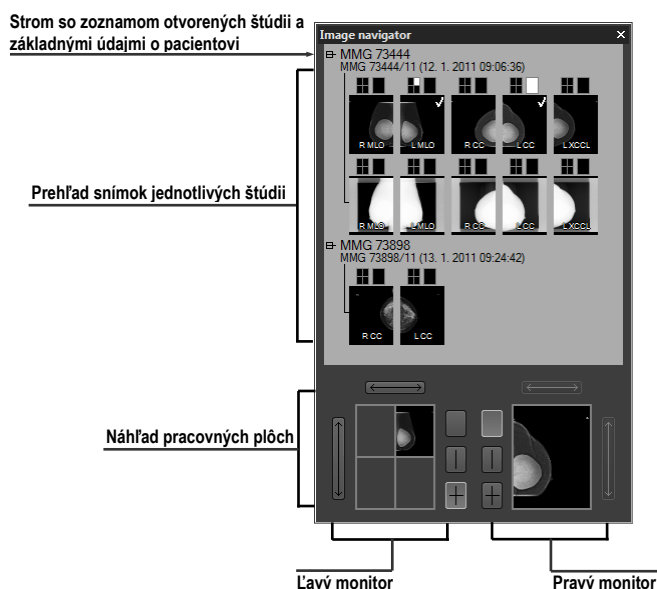 Strom so zoznamom otvorených štúdii a
základnými údajmi o pacientovi
Image navigator
MMG 73444
MMG 73444/11 (12. 1. 2011 09:06:36)
R MLO L MLO R CC L CC L XCCL
Prehľad snímok jednotlivých štúdii
R MLO L MLO R CC L CC L XCCL
MMG 73898
MMG 73898/11 (13. 1. 2011 09:24:42)
R CC L CC
Náhľad pracovných plôch
Ľavý monitor
Pravý monitor